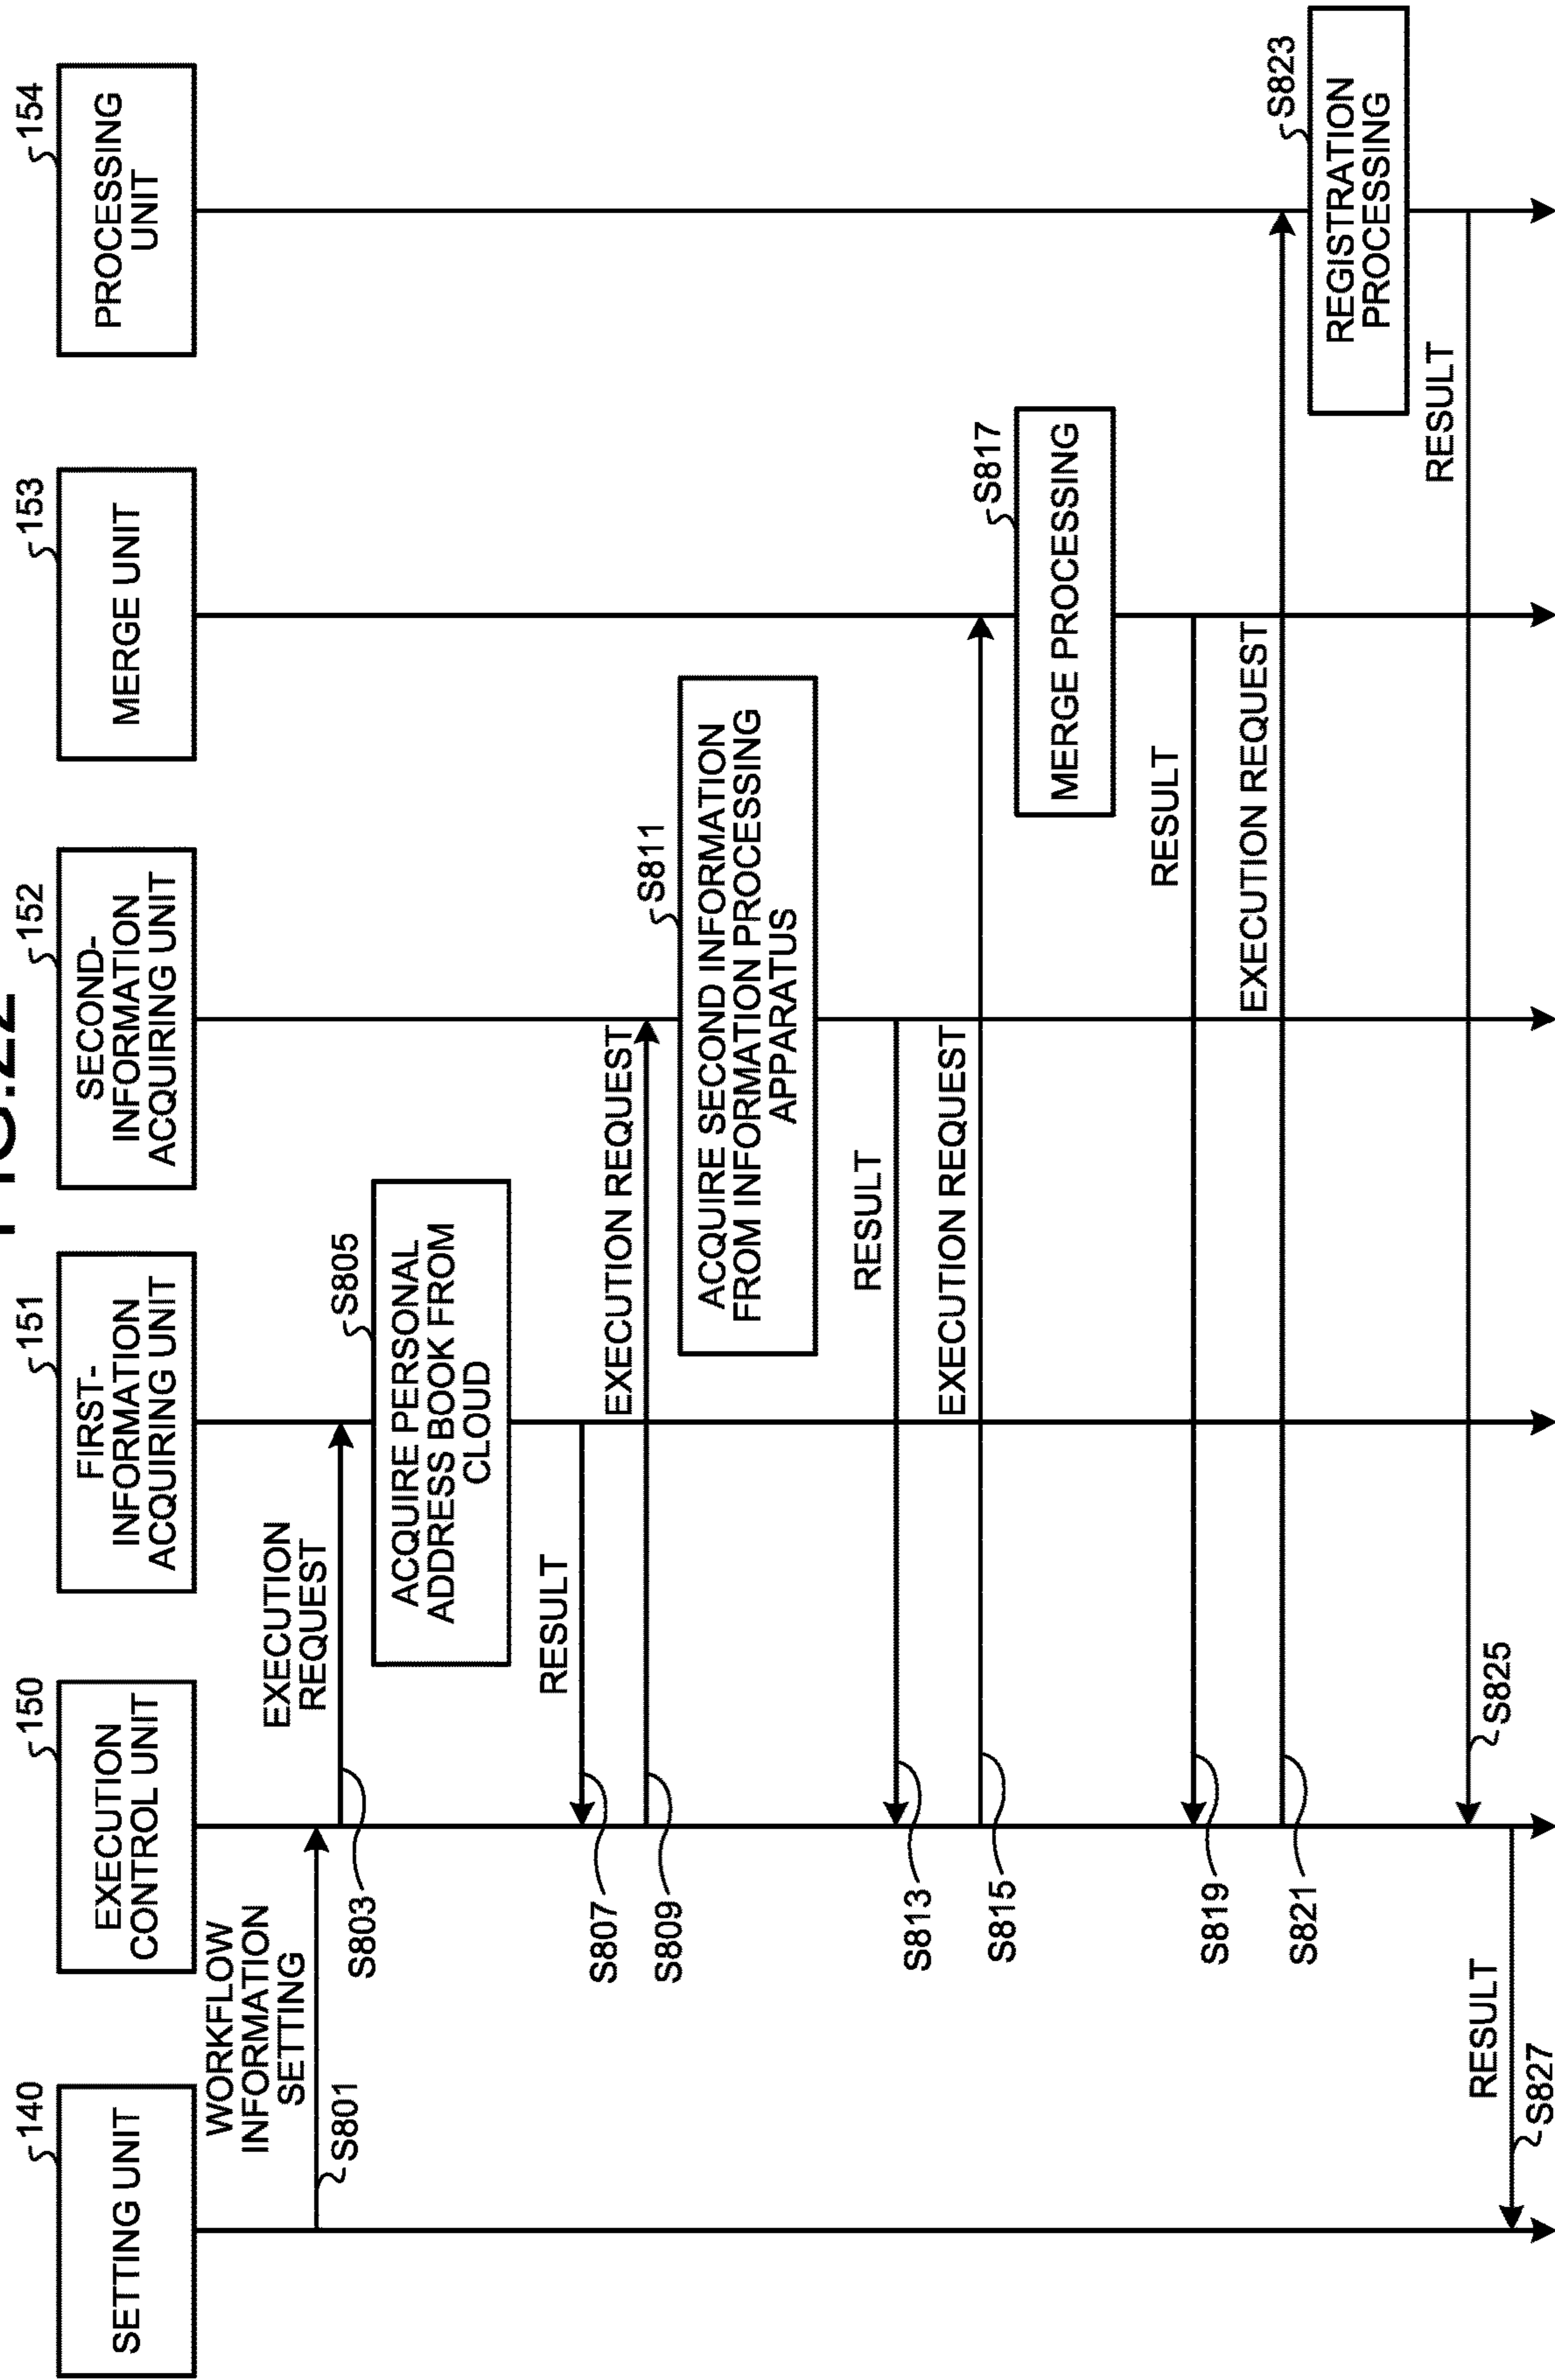 FIG.22
140
SETTING UNIT
150
EXECUTION
CONTROL UNIT
151
FIRST-
INFORMATION
ACQUIRING UNIT
152
SECOND-
INFORMATION
ACQUIRING UNIT
153
MERGE UNIT
154
PROCESSING
UNIT
WORKFLOW
INFORMATION
SETTING
S801
EXECUTION
REQUEST
S803
S805
ACQUIRE PERSONAL
ADDRESS BOOK FROM
CLOUD
RESULT
S807
EXECUTION REQUEST
S809
S811
ACQUIRE SECOND INFORMATION
FROM INFORMATION PROCESSING
APPARATUS
RESULT
S813
EXECUTION REQUEST
S815
S817
MERGE PROCESSING
RESULT
S819
EXECUTION REQUEST
S821
S823
REGISTRATION
PROCESSING
RESULT
S825
RESULT
S827